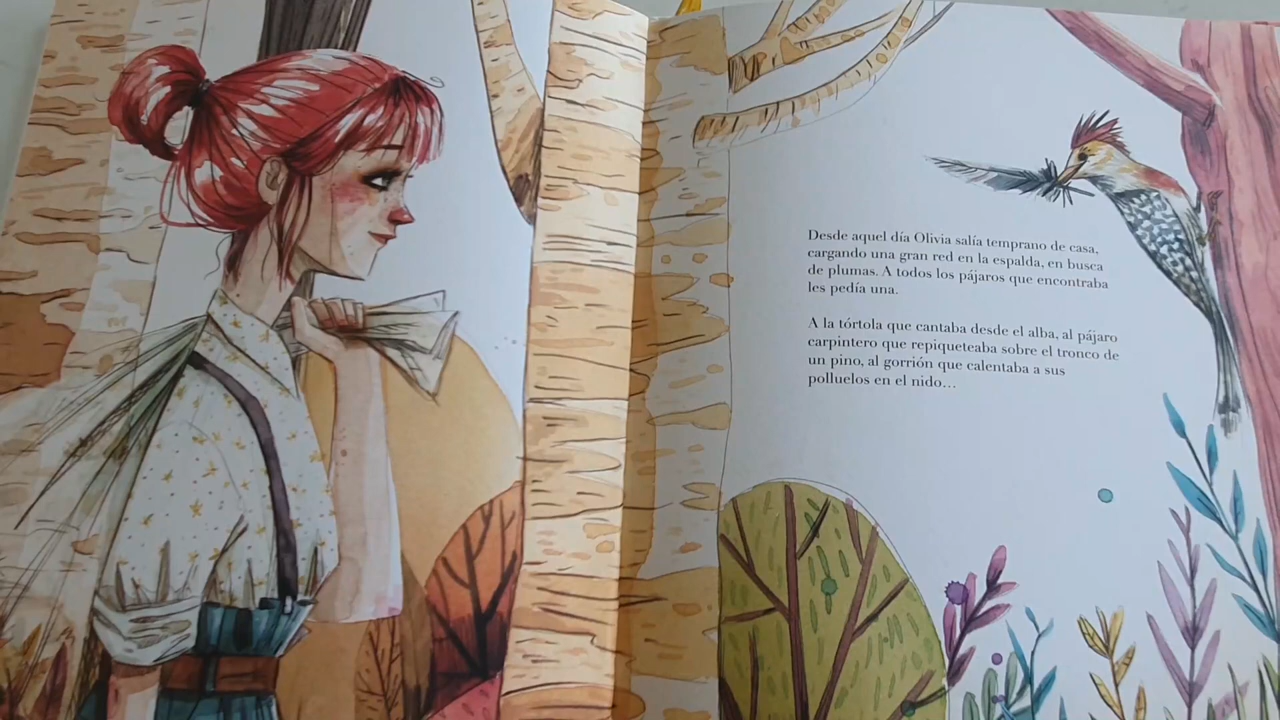 Desde aquel día Olivia salía temprano de casa,
cargando una gran red en la espalda, en busca
de plumas. A todos los pájaros que encontraba
les pedía una.
A la tórtola que cantaba desde el alba, al pájaro
carpintero que repiqueteaba sobre el tronco de
un pino, al gorrión que calentaba a sus
polluelos en el nido…